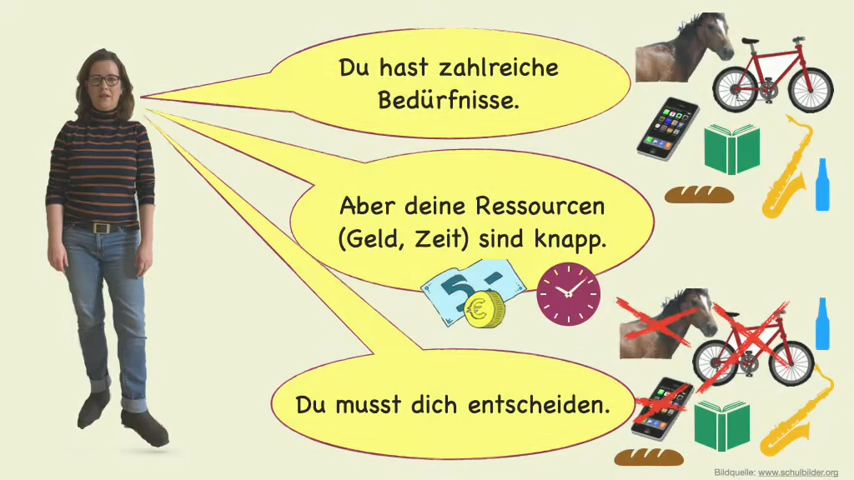 Du hast zahlreiche
Bedürfnisse.
Aber deine Ressourcen
(Geld, Zeit) sind knapp.
5.-
€
Du musst dich entscheiden.
Bildquelle: www.schulbilder.org